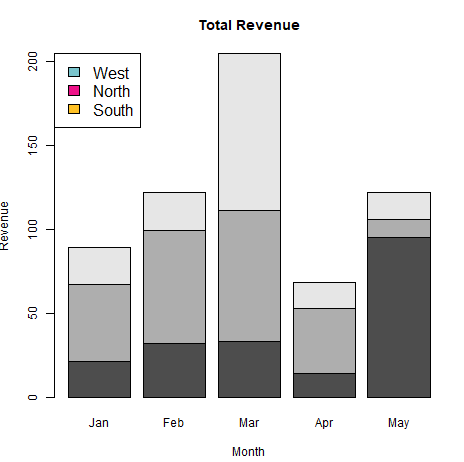 Total Revenue
West
North
South
Revenue
200
150
100
50
0
Jan Feb Mar Apr May
Month